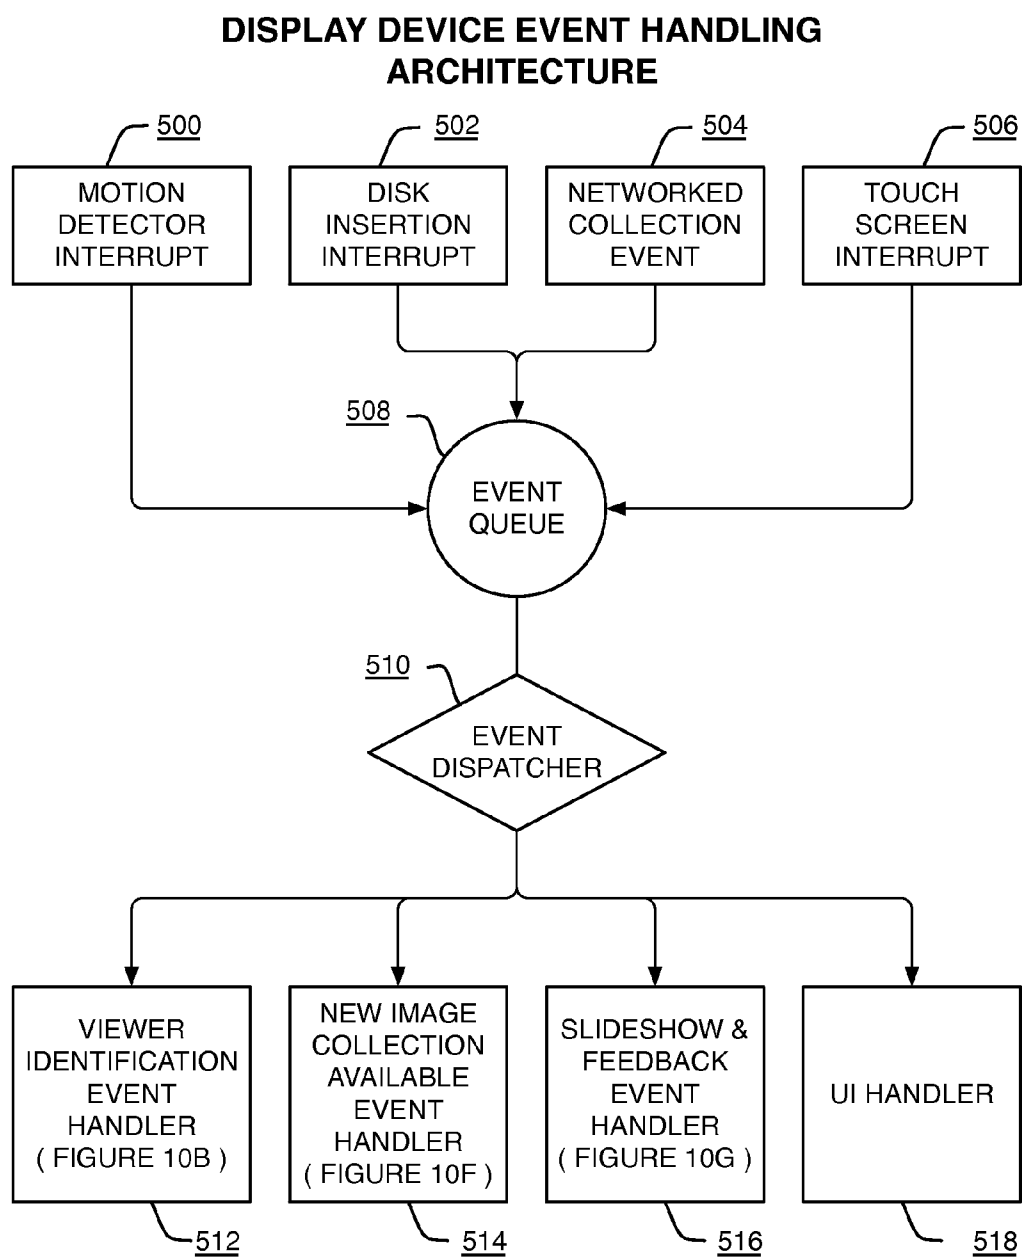 DISPLAY DEVICE EVENT HANDLING
ARCHITECTURE
500
502
504
506
MOTION
DETECTOR
INTERRUPT
DISK
INSERTION
INTERRUPT
NETWORKED
COLLECTION
EVENT
TOUCH
SCREEN
INTERRUPT
508
EVENT
QUEUE
510
EVENT
DISPATCHER
VIEWER
IDENTIFICATION
EVENT
HANDLER
( FIGURE 10B )
NEW IMAGE
COLLECTION
AVAILABLE
EVENT
HANDLER
( FIGURE 10F )
SLIDESHOW &
FEEDBACK
EVENT
HANDLER
( FIGURE 10G )
UI HANDLER
512
514
516
518